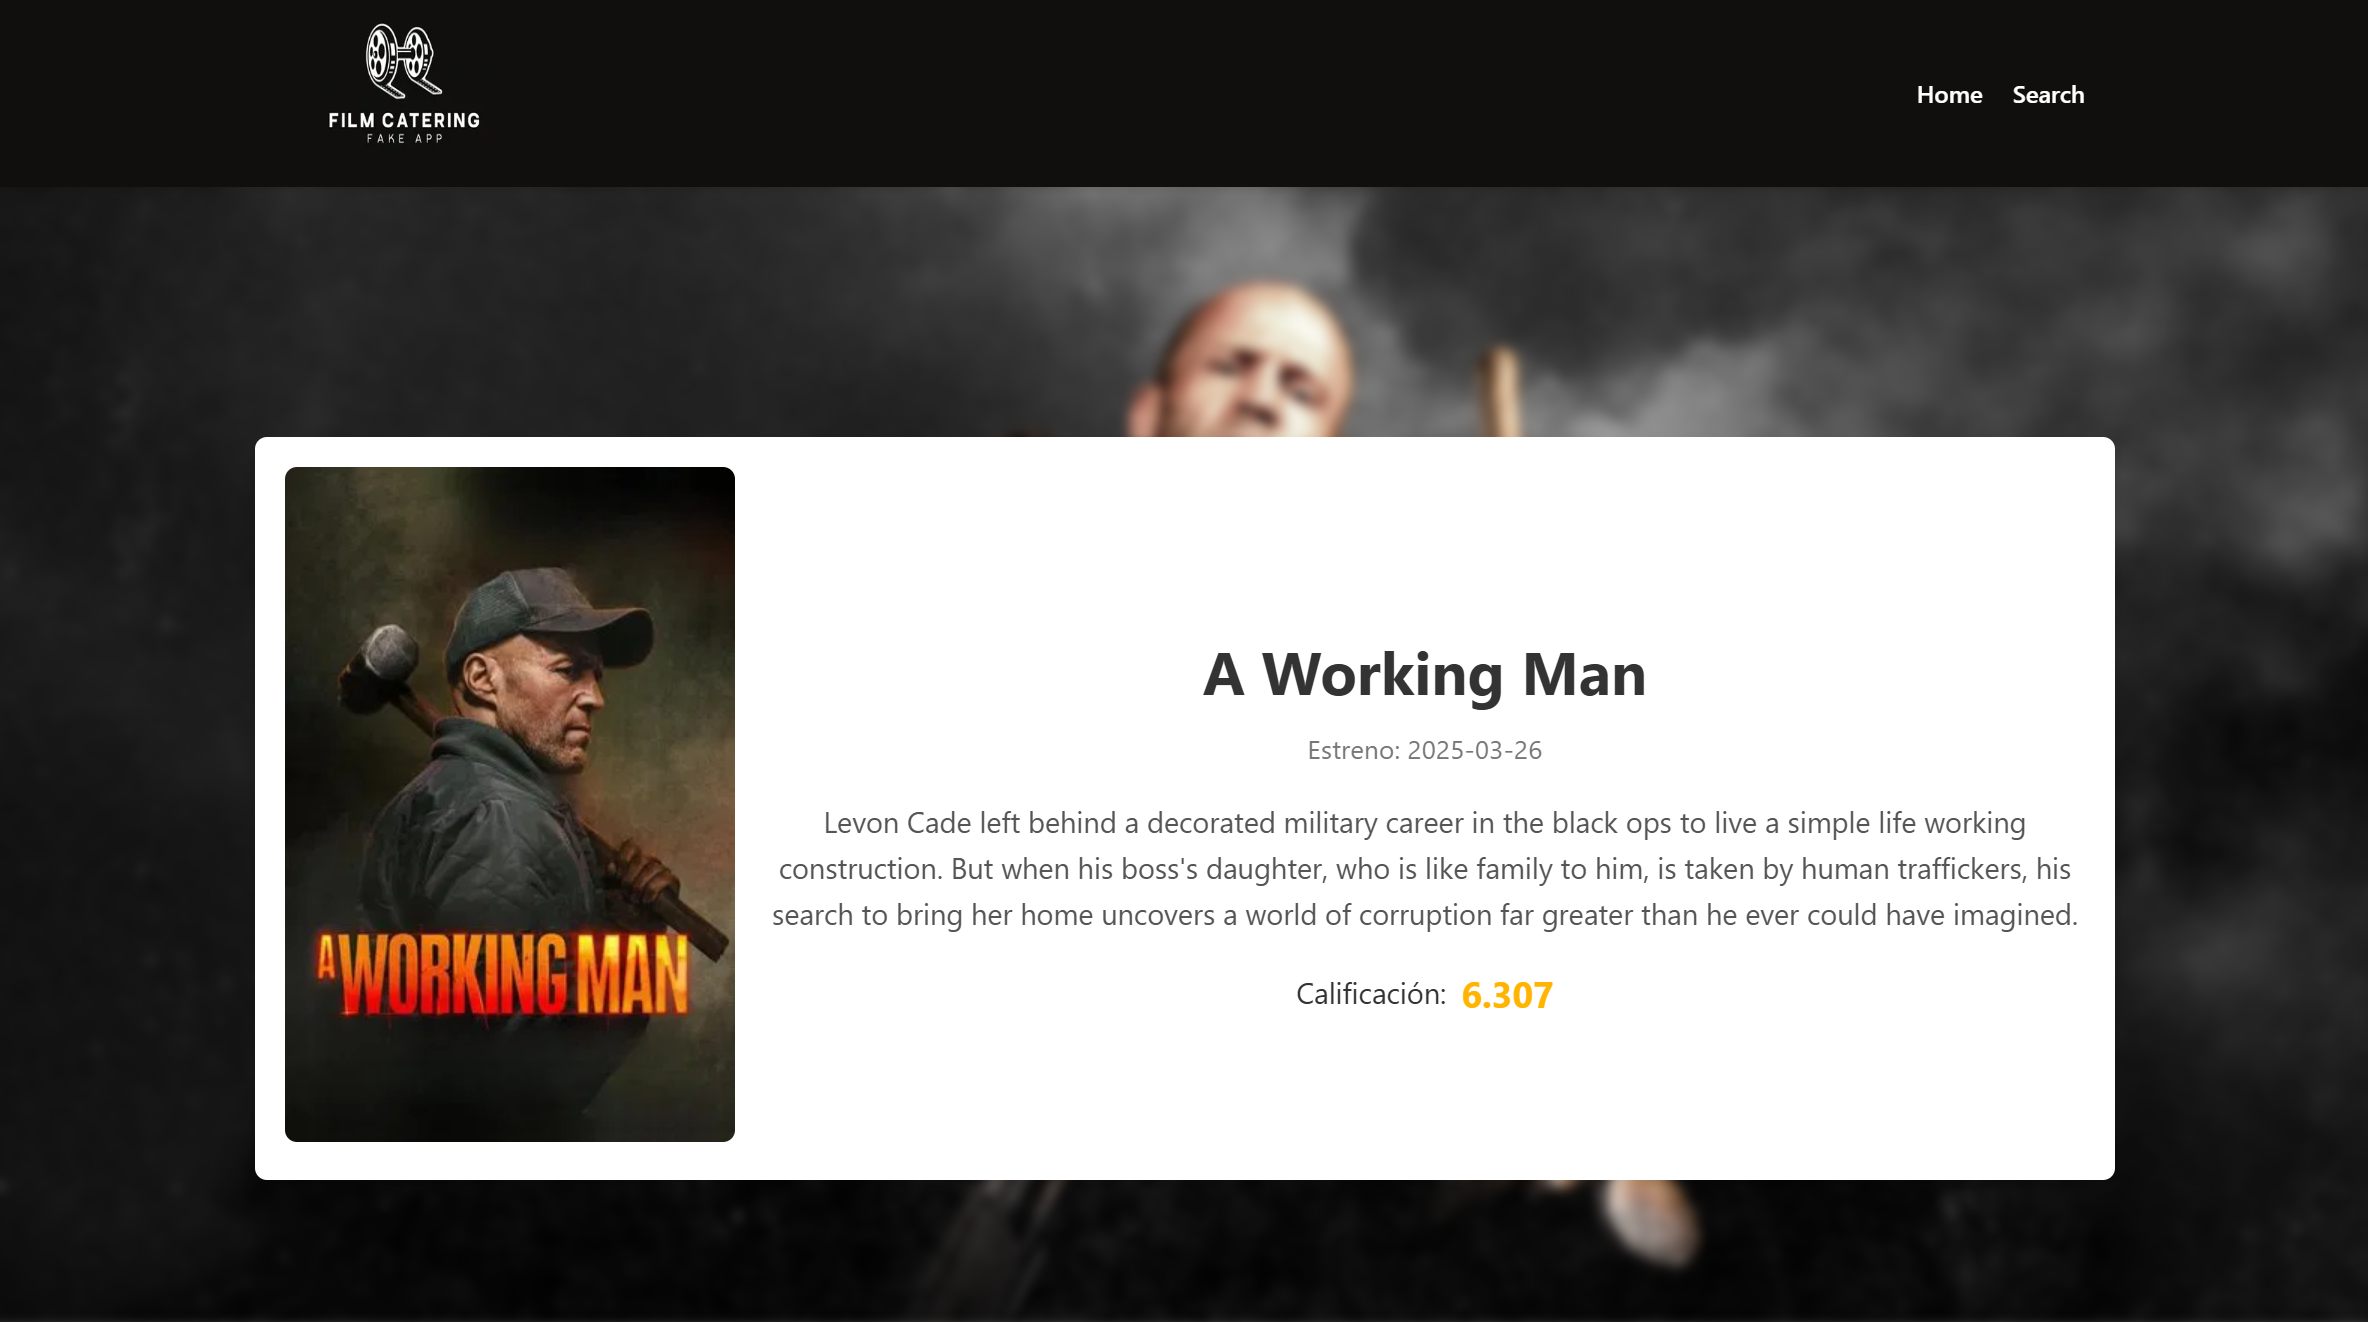 FILM CATERING
FAKE APP
Home Search
A WORKING MAN
A Working Man
Estreno: 2025-03-26
Levon Cade left behind a decorated military career in the black ops to live a simple life working
construction. But when his boss's daughter, who is like family to him, is taken by human traffickers, his
search to bring her home uncovers a world of corruption far greater than he ever could have imagined.
Calificación: 6.307